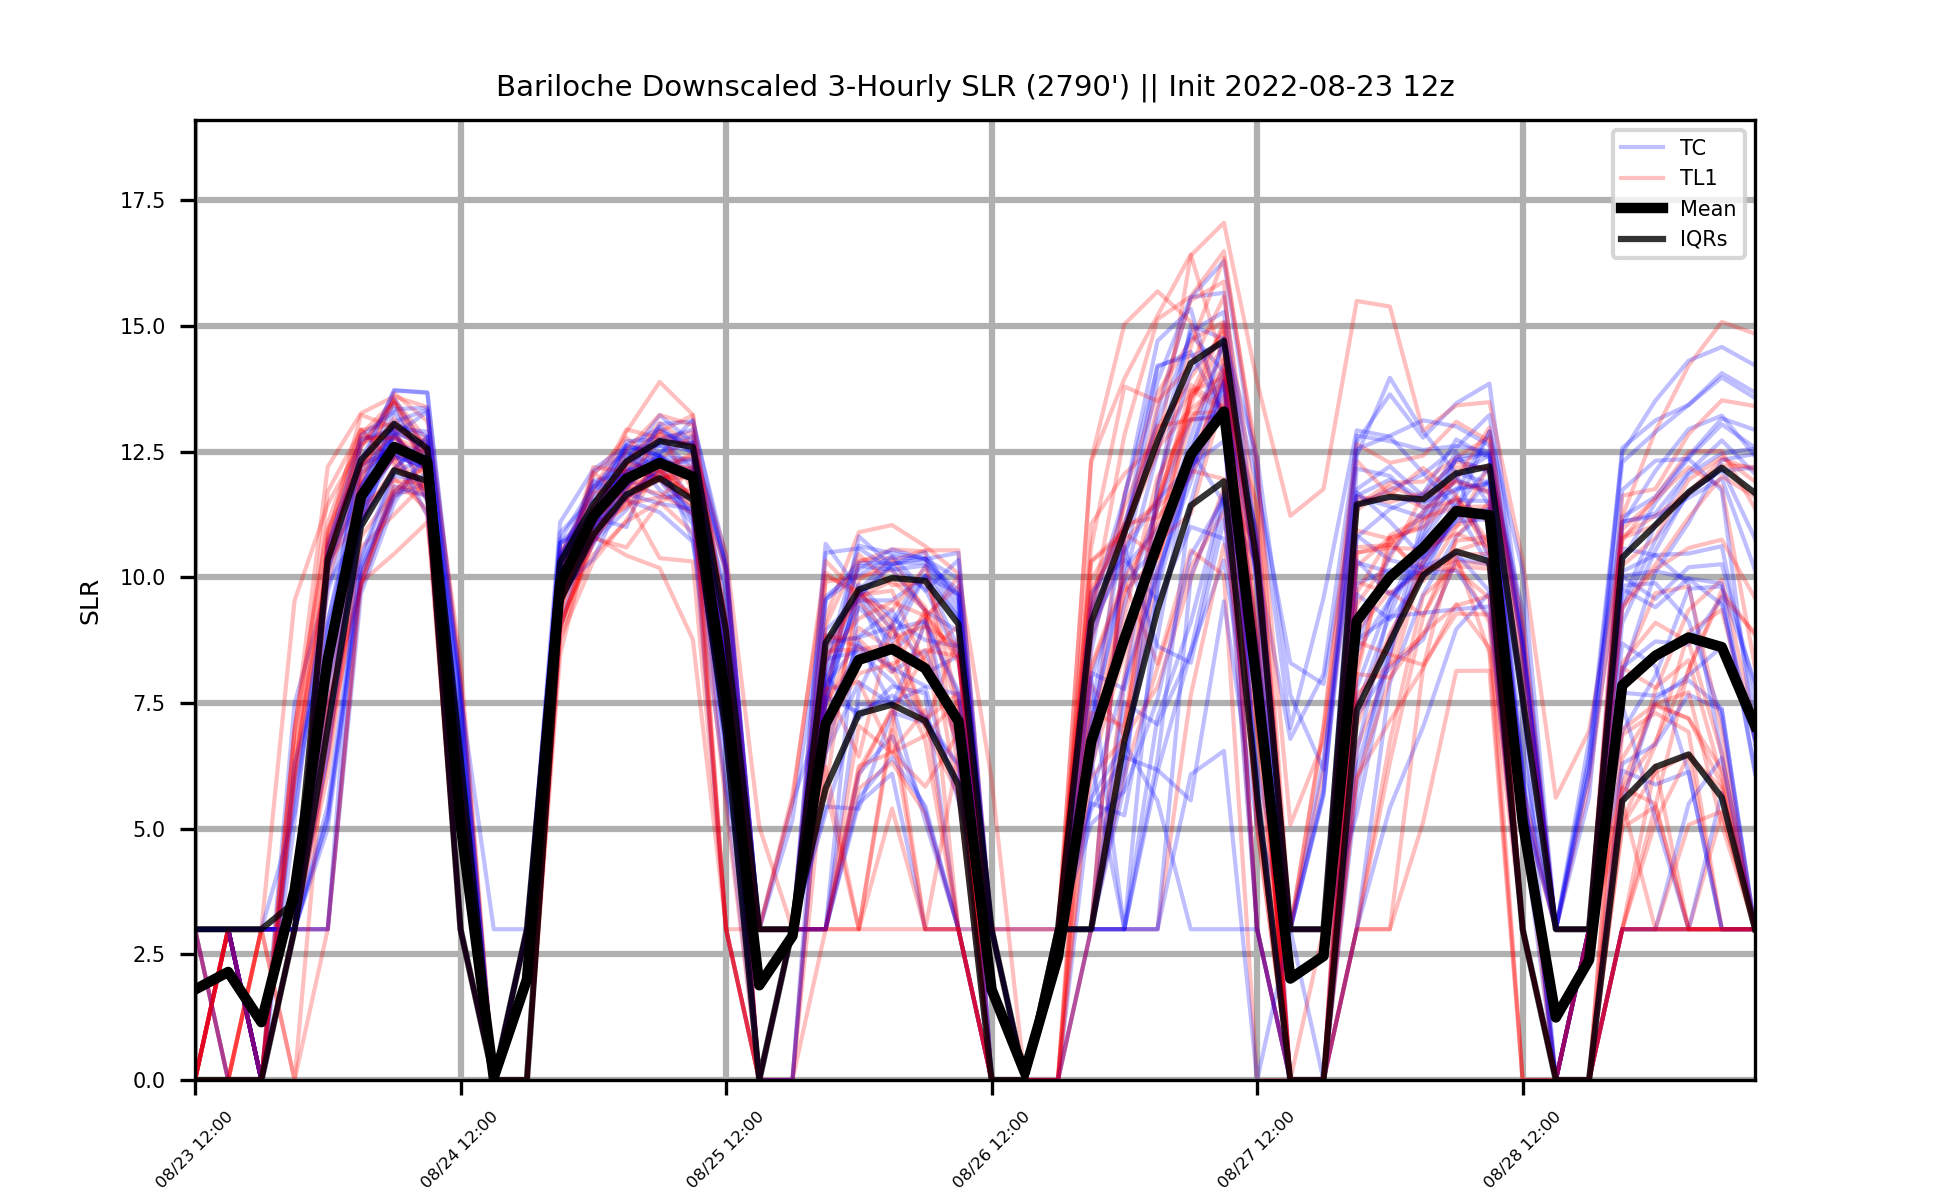 Bariloche Downscaled 3-Hourly SLR (2790') || Init 2022-08-23 12z
TC
TL1
Mean
IQRs
17.5
15.0
12.5
10.0
7.5
5.0
2.5
0.0
SLR
08/23 12:00
08/24 12:00
08/25 12:00
08/26 12:00
08/27 12:00
08/28 12:00